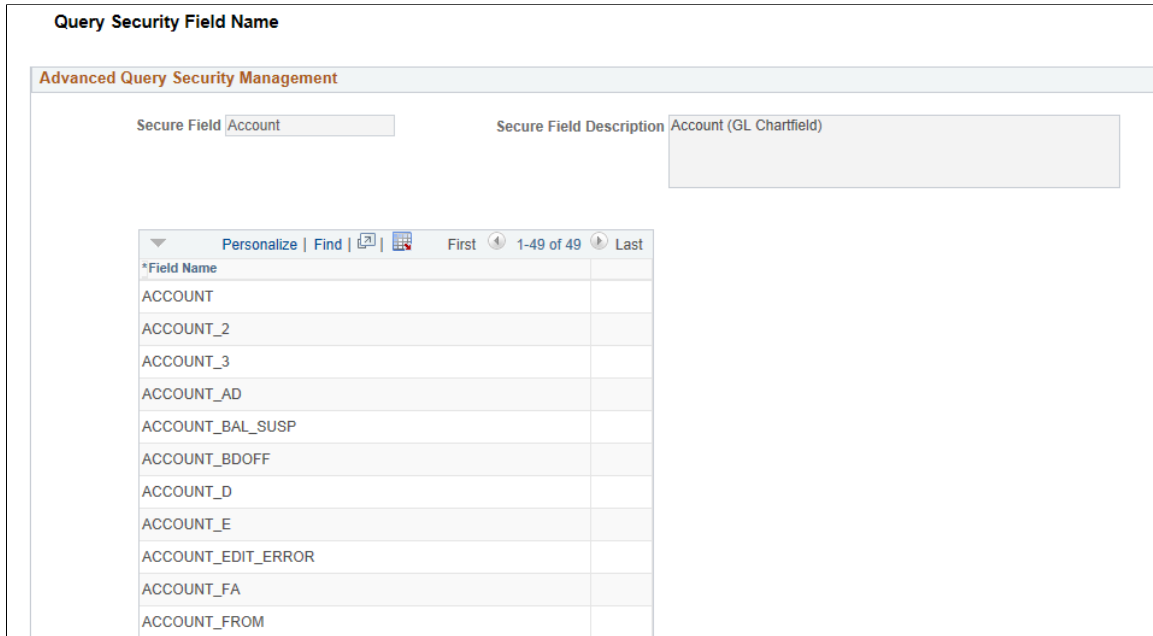 Query Security Field Name
Advanced Query Security Management
Secure Field Account Secure Field Description Account (GL Chartfield)
Personalize | Find | | First 1-49 of 49 Last
*Field Name
ACCOUNT
ACCOUNT_2
ACCOUNT_3
ACCOUNT_AD
ACCOUNT_BAL_SUSP
ACCOUNT_BDOFF
ACCOUNT_D
ACCOUNT_E
ACCOUNT_EDIT_ERROR
ACCOUNT_FA
ACCOUNT_FROM